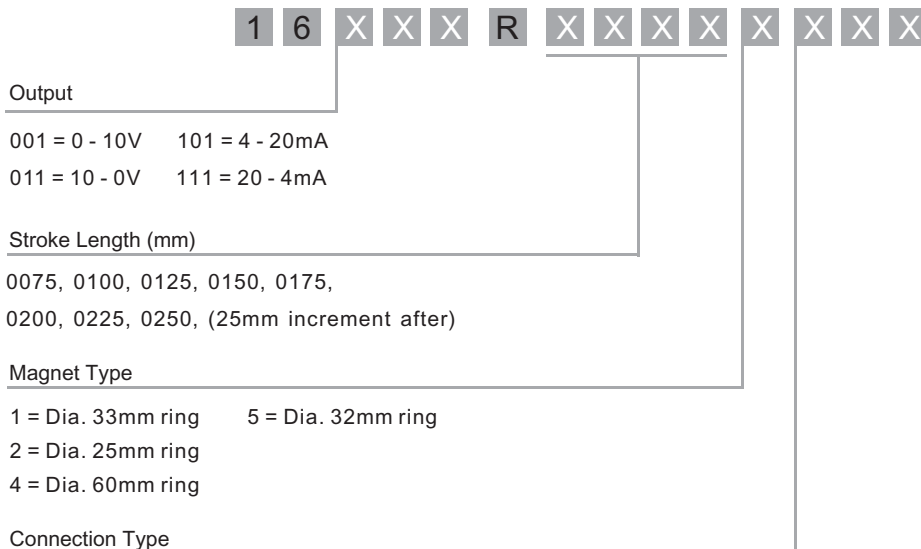 1 6 X X X R X X X X X X X X
Output
001 = 0 - 10V 101 = 4 - 20mA
011 = 10 - 0V 111 = 20 - 4mA
Stroke Length (mm)
0075, 0100, 0125, 0150, 0175,
0200, 0225, 0250, (25mm increment after)
Magnet Type
1 = Dia. 33mm ring 5 = Dia. 32mm ring
2 = Dia. 25mm ring
4 = Dia. 60mm ring
Connection Type